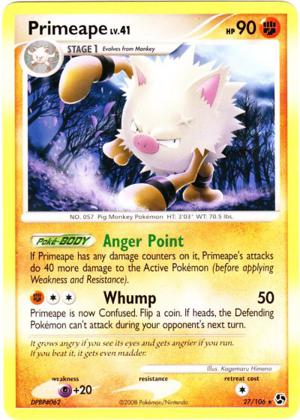 Primeape LV.41
HP 90
STAGE 1 Evolves from Mankey
NO. 057 Pig Monkey Pokémon HT: 3'03" WT: 70.5 lbs.
Poké-BODY Anger Point
If Primeape has any damage counters on it, Primeape's attacks
do 40 more damage to the Active Pokémon (before applying
Weakness and Resistance).
Whump 50
Primeape is now Confused. Flip a coin. If heads, the Defending
Pokémon can't attack during your opponent's next turn.
It grows angry if you see its eyes and gets angrier if you run.
If you beat it, it gets even madder.
Illus. Kagemaru Himeno
weakness resistance retreat cost
+20
DPBP#062 ©2008 Pokémon/Nintendo 27/106 ★